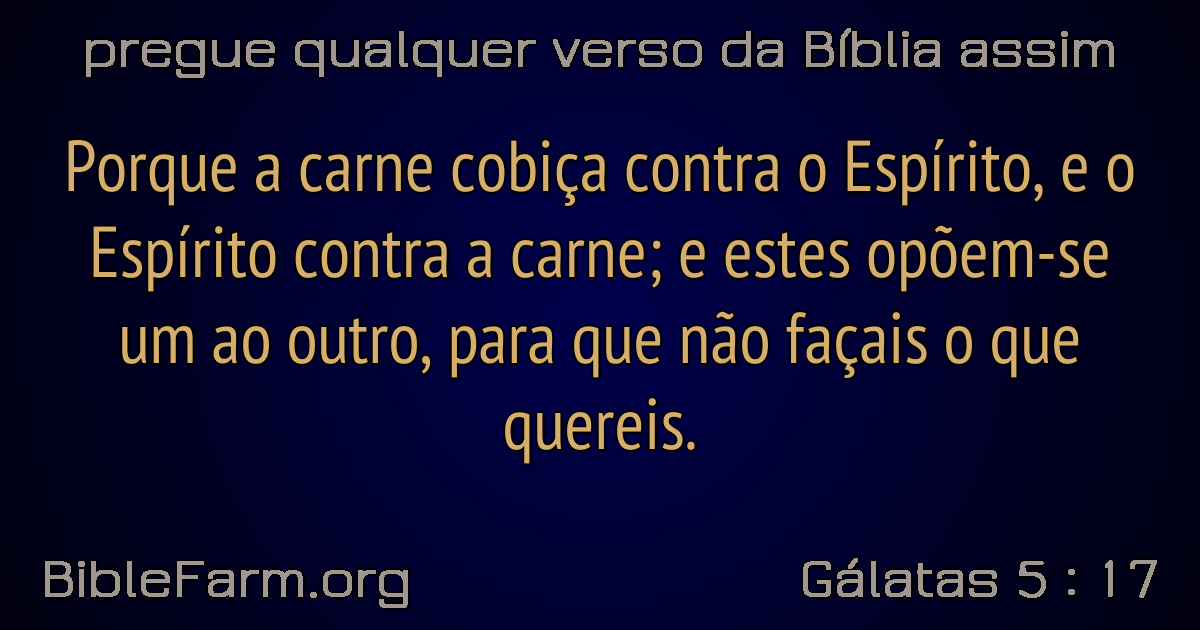 pregue qualquer verso da Bíblia assim
Porque a carne cobiça contra o Espírito, e o
Espírito contra a carne; e estes opõem-se
um ao outro, para que não façais o que
quereis.
BibleFarm.org
Gálatas 5 : 17